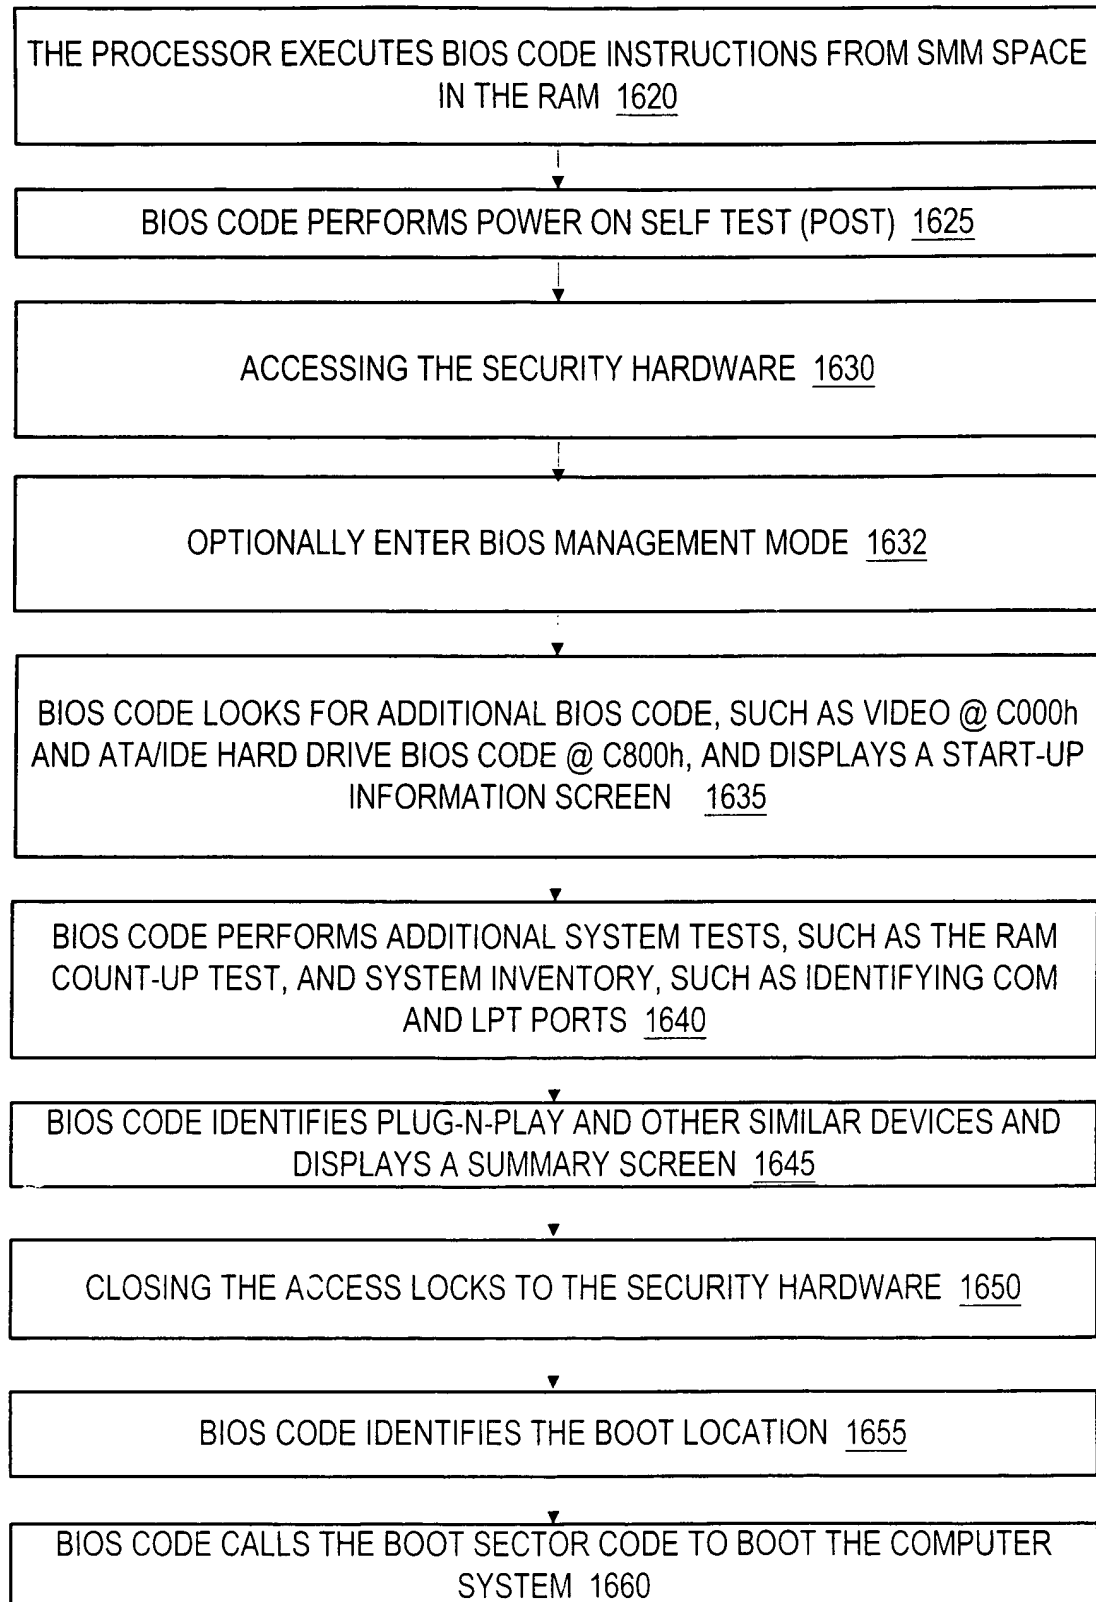 THE PROCESSOR EXECUTES BIOS CODE INSTRUCTIONS FROM SMM SPACE
IN THE RAM 1620
BIOS CODE PERFORMS POWER ON SELF TEST (POST) 1625
ACCESSING THE SECURITY HARDWARE 1630
OPTIONALLY ENTER BIOS MANAGEMENT MODE 1632
BIOS CODE LOOKS FOR ADDITIONAL BIOS CODE, SUCH AS VIDEO @ C000h
AND ATA/IDE HARD DRIVE BIOS CODE @ C800h, AND DISPLAYS A START-UP
INFORMATION SCREEN 1635
BIOS CODE PERFORMS ADDITIONAL SYSTEM TESTS, SUCH AS THE RAM
COUNT-UP TEST, AND SYSTEM INVENTORY, SUCH AS IDENTIFYING COM
AND LPT PORTS 1640
BIOS CODE IDENTIFIES PLUG-N-PLAY AND OTHER SIMILAR DEVICES AND
DISPLAYS A SUMMARY SCREEN 1645
CLOSING THE ACCESS LOCKS TO THE SECURITY HARDWARE 1650
BIOS CODE IDENTIFIES THE BOOT LOCATION 1655
BIOS CODE CALLS THE BOOT SECTOR CODE TO BOOT THE COMPUTER
SYSTEM 1660